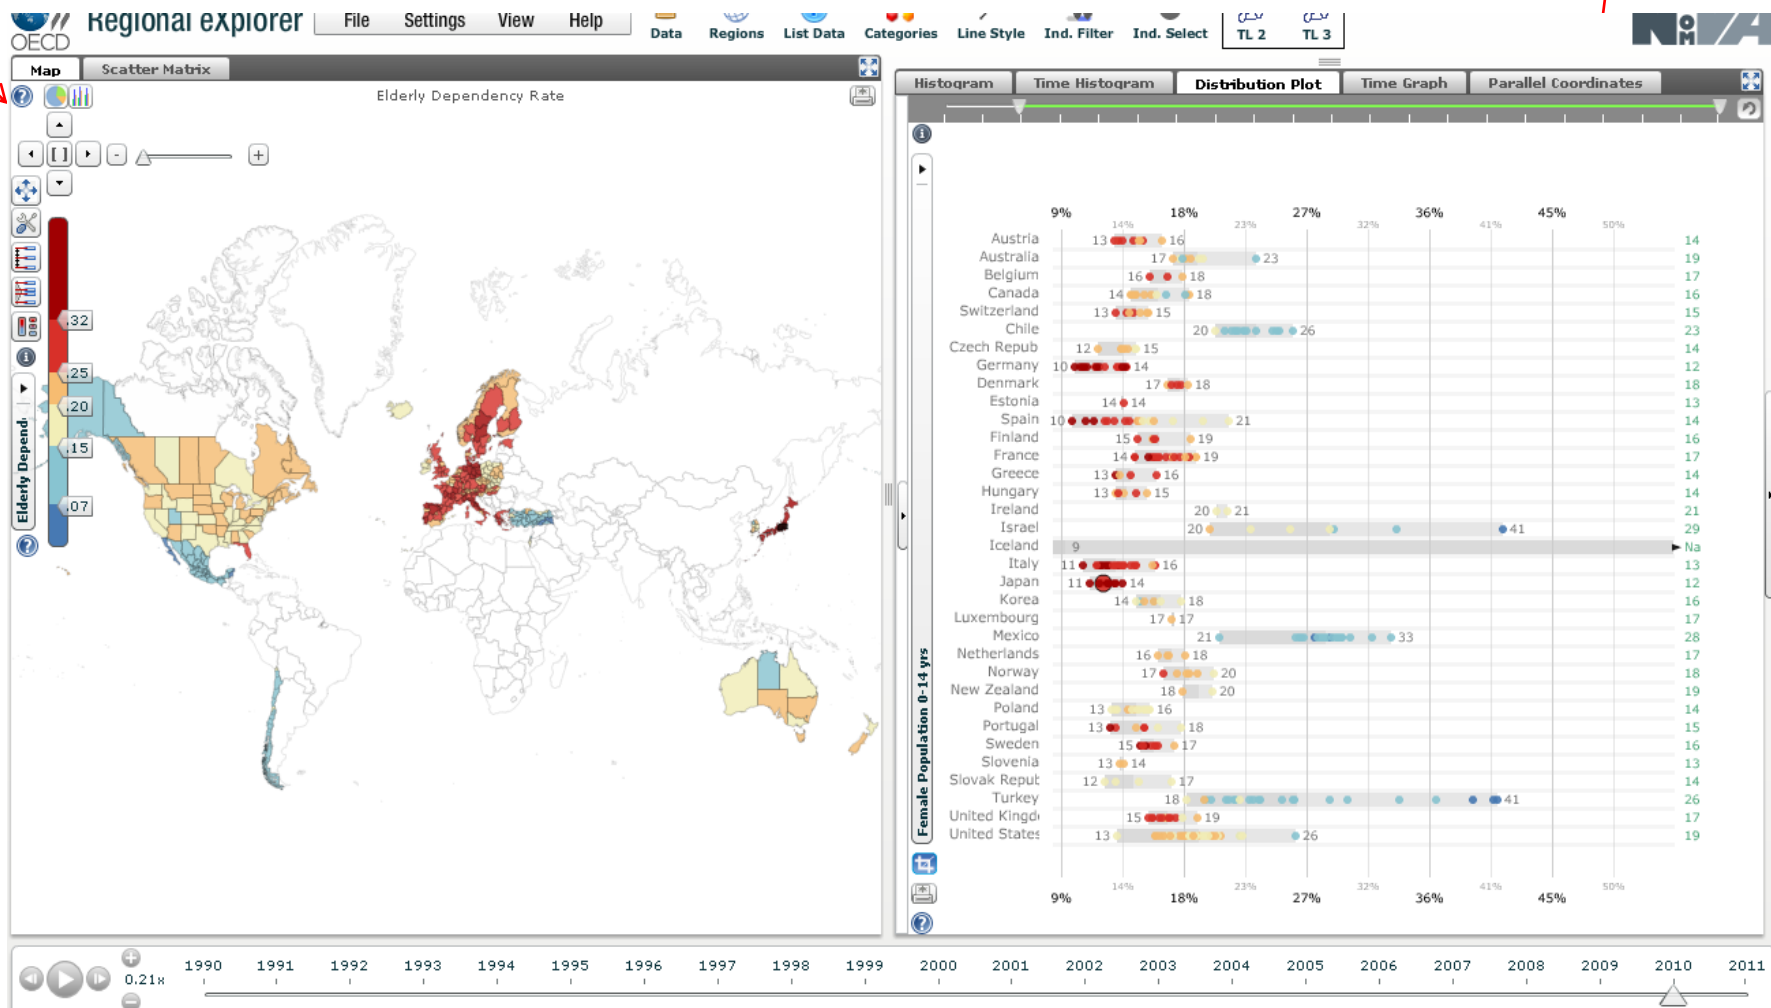 OECD
Regional eXplorer
File Settings View Help
Data Regions List Data Categories Line Style Ind. Filter Ind. Select TL 2 TL 3
NOMVA
Map Scatter Matrix
Elderly Dependency Rate
[ ] - +
.32
.25
.20
.15
.07
Elderly Depend
Histogram Time Histogram Distribution Plot Time Graph Parallel Coordinates
Female Population 0-14 yrs
9% 18% 27% 36% 45%
14% 23% 32% 41% 50%
Austria 13 16 14
Australia 17 23 19
Belgium 16 18 17
Canada 14 18 16
Switzerland 13 15 15
Chile 20 26 23
Czech Repub 12 15 14
Germany 10 14 12
Denmark 17 18 18
Estonia 14 14 13
Spain 10 21 14
Finland 15 19 16
France 14 19 17
Greece 13 16 14
Hungary 13 15 14
Ireland 20 21 21
Israel 20 41 29
Iceland 9 Na
Italy 11 16 13
Japan 11 14 12
Korea 14 18 16
Luxembourg 17 17 17
Mexico 21 33 28
Netherlands 16 18 17
Norway 17 20 18
New Zealand 18 20 19
Poland 13 16 14
Portugal 13 18 15
Sweden 15 17 16
Slovenia 13 14 13
Slovak Reput 12 17 14
Turkey 18 41 26
United Kingd 15 19 17
United States 13 26 19
14% 23% 32% 41% 50%
9% 18% 27% 36% 45%
0.21x
1990 1991 1992 1993 1994 1995 1996 1997 1998 1999 2000 2001 2002 2003 2004 2005 2006 2007 2008 2009 2010 2011